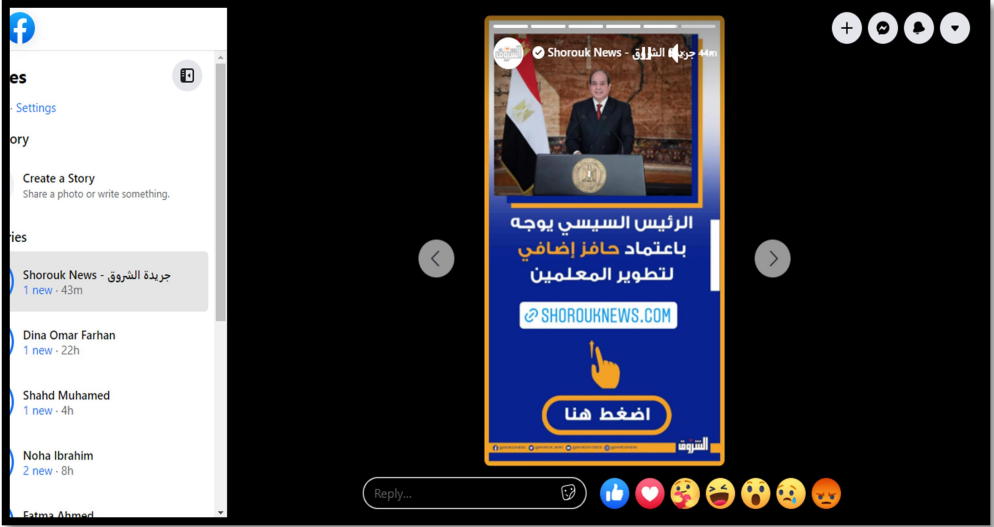 es
· Settings
ory
Create a Story
Share a photo or write something.
ries
Shorouk News - جريدة الشروق
1 new · 43m
Dina Omar Farhan
1 new · 22h
Shahd Muhamed
1 new · 4h
Noha Ibrahim
2 new · 8h
Fatma Ahmed
Shorouk News - جريدة الشروق 44m
الرئيس السيسي يوجه
باعتماد حافز إضافي
لتطوير المعلمين
SHOROUKNEWS.COM
اضغط هنا
الشروق
Reply...